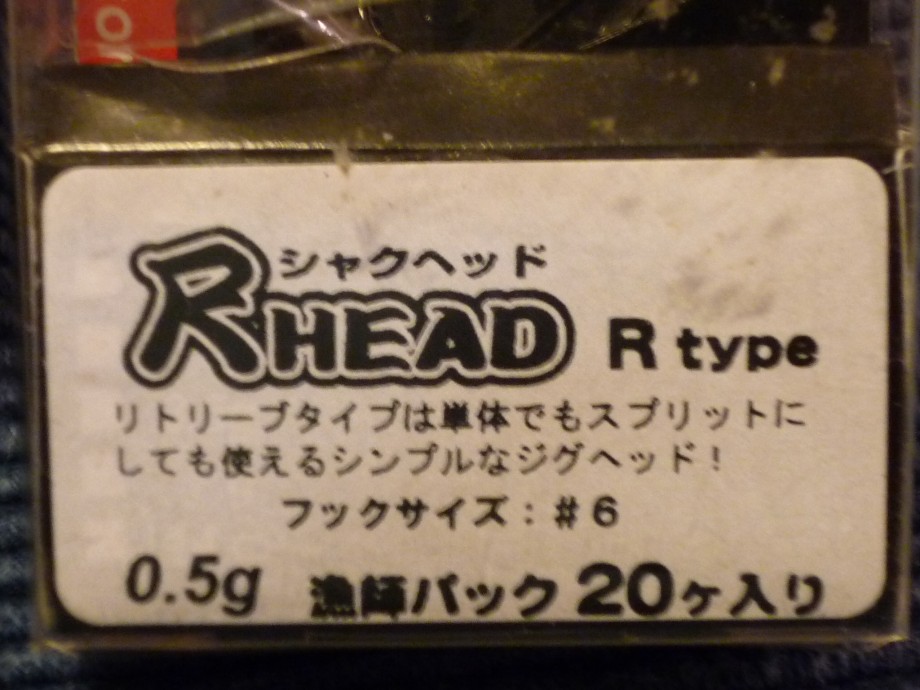 シャクヘッド
RHEAD R type
リトリーブタイプは単体でもスプリットに
しても使えるシンプルなジグヘッド!
フックサイズ:#6
0.5g 漁師パック20ヶ入り